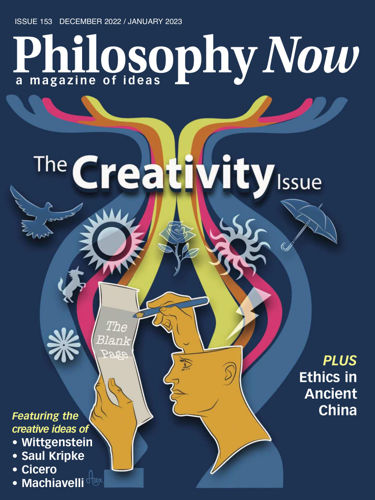 ISSUE 153 DECEMBER 2022 / JANUARY 2023
Philosophy Now
a magazine of ideas
The Creativity Issue
The
Blank
Page
PLUS
Ethics in
Ancient
China
Featuring the
creative ideas of
• Wittgenstein
• Saul Kripke
• Cicero
• Machiavelli